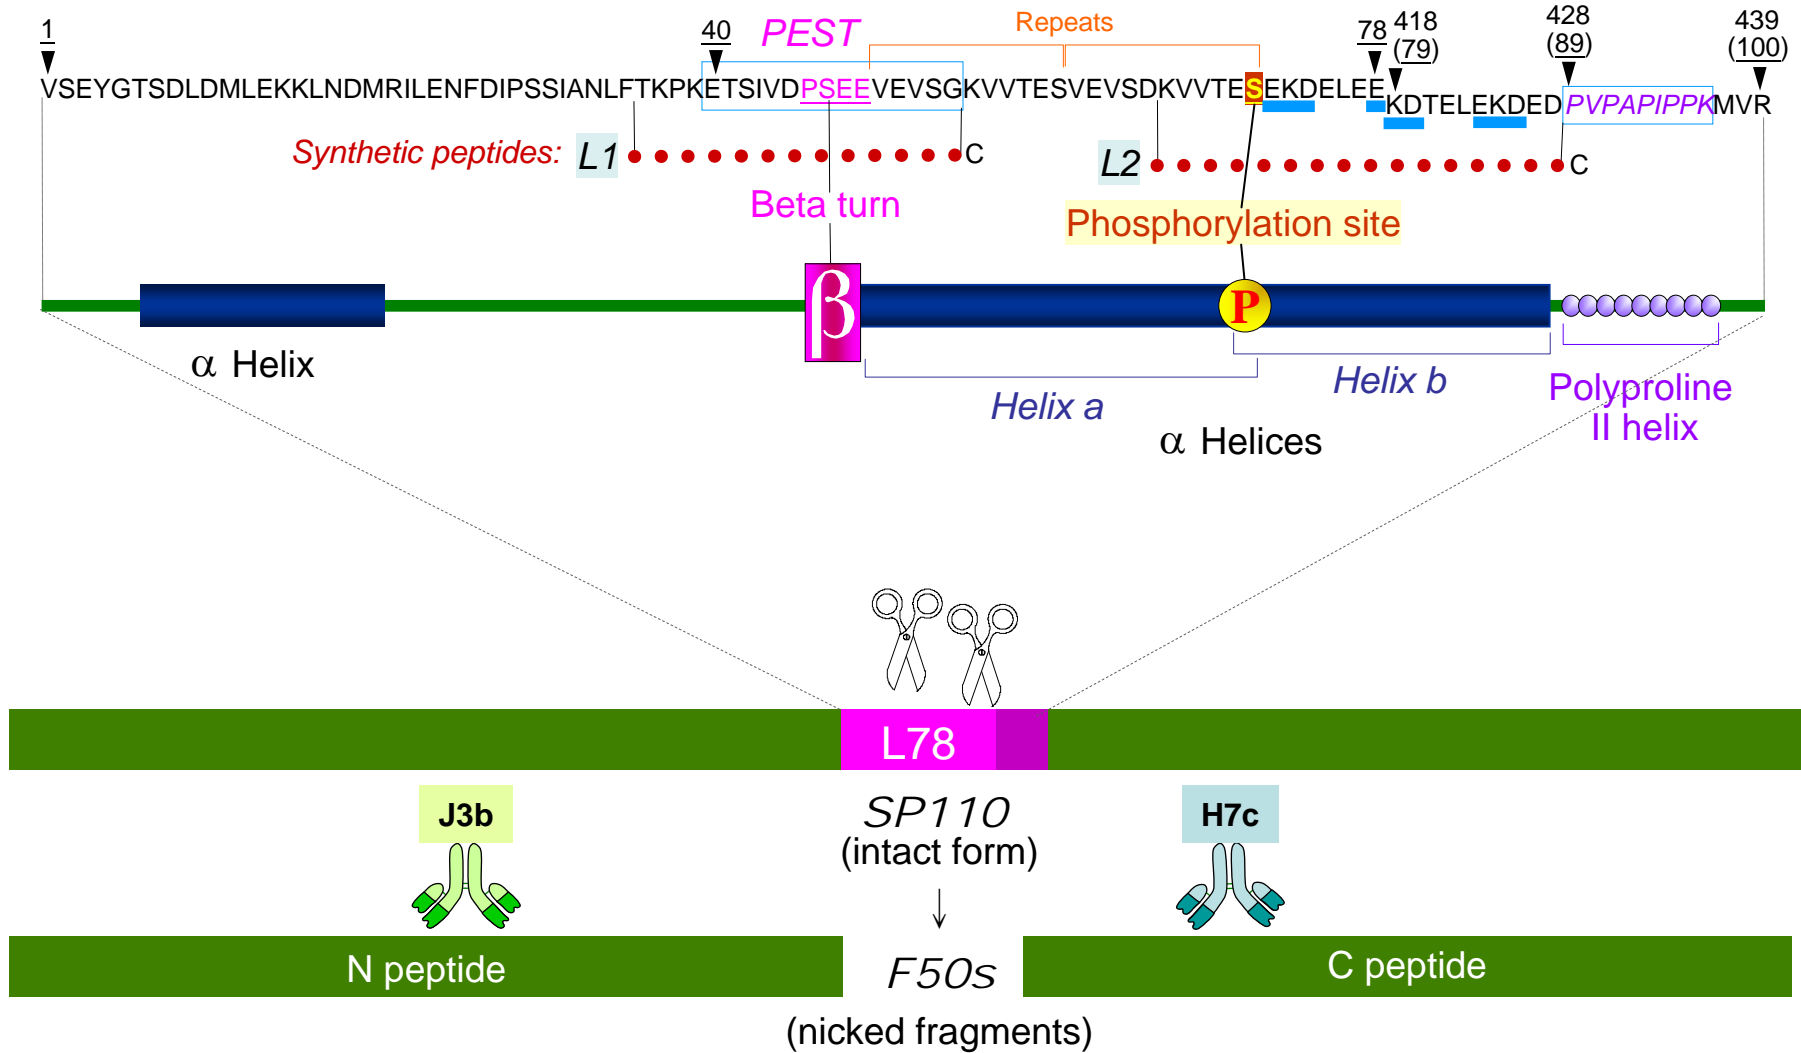 1
40
PEST
Repeats
78
418
(79)
428
(89)
439
(100)
VSEYGTSDLDMLEKKLNDMRILENFDIPSSIANLFTKPKETSIVDPSEEVEVSGKVVTESVEVSDKVVTESEKDELEE
KDTELEKDEDPVPAPIPPKMVR
Synthetic peptides: L1 C
L2 C
Beta turn
Phosphorylation site
β
P
α Helix
Helix a
Helix b
Polyproline
II helix
α Helices
L78
J3b
SP110
(intact form)
H7c
N peptide
F50s
C peptide
(nicked fragments)